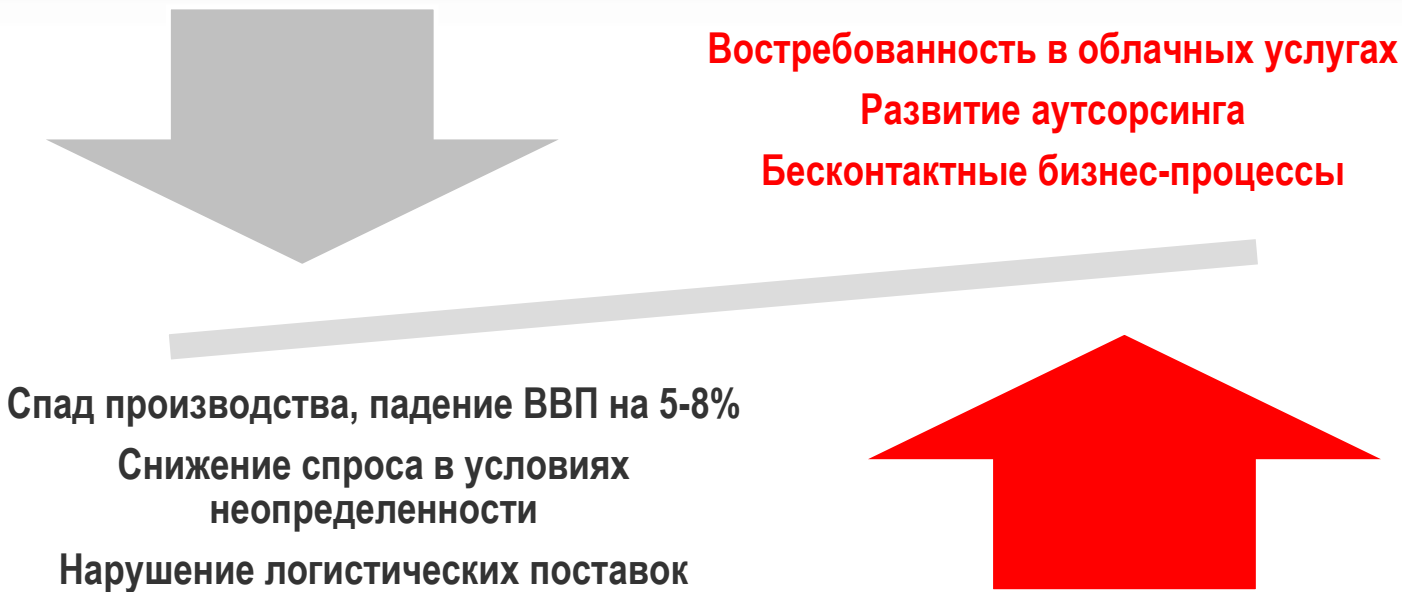 Востребованность в облачных услугах
Развитие аутсорсинга
Бесконтактные бизнес-процессы
Спад производства, падение ВВП на 5-8%
Снижение спроса в условиях
неопределенности
Нарушение логистических поставок